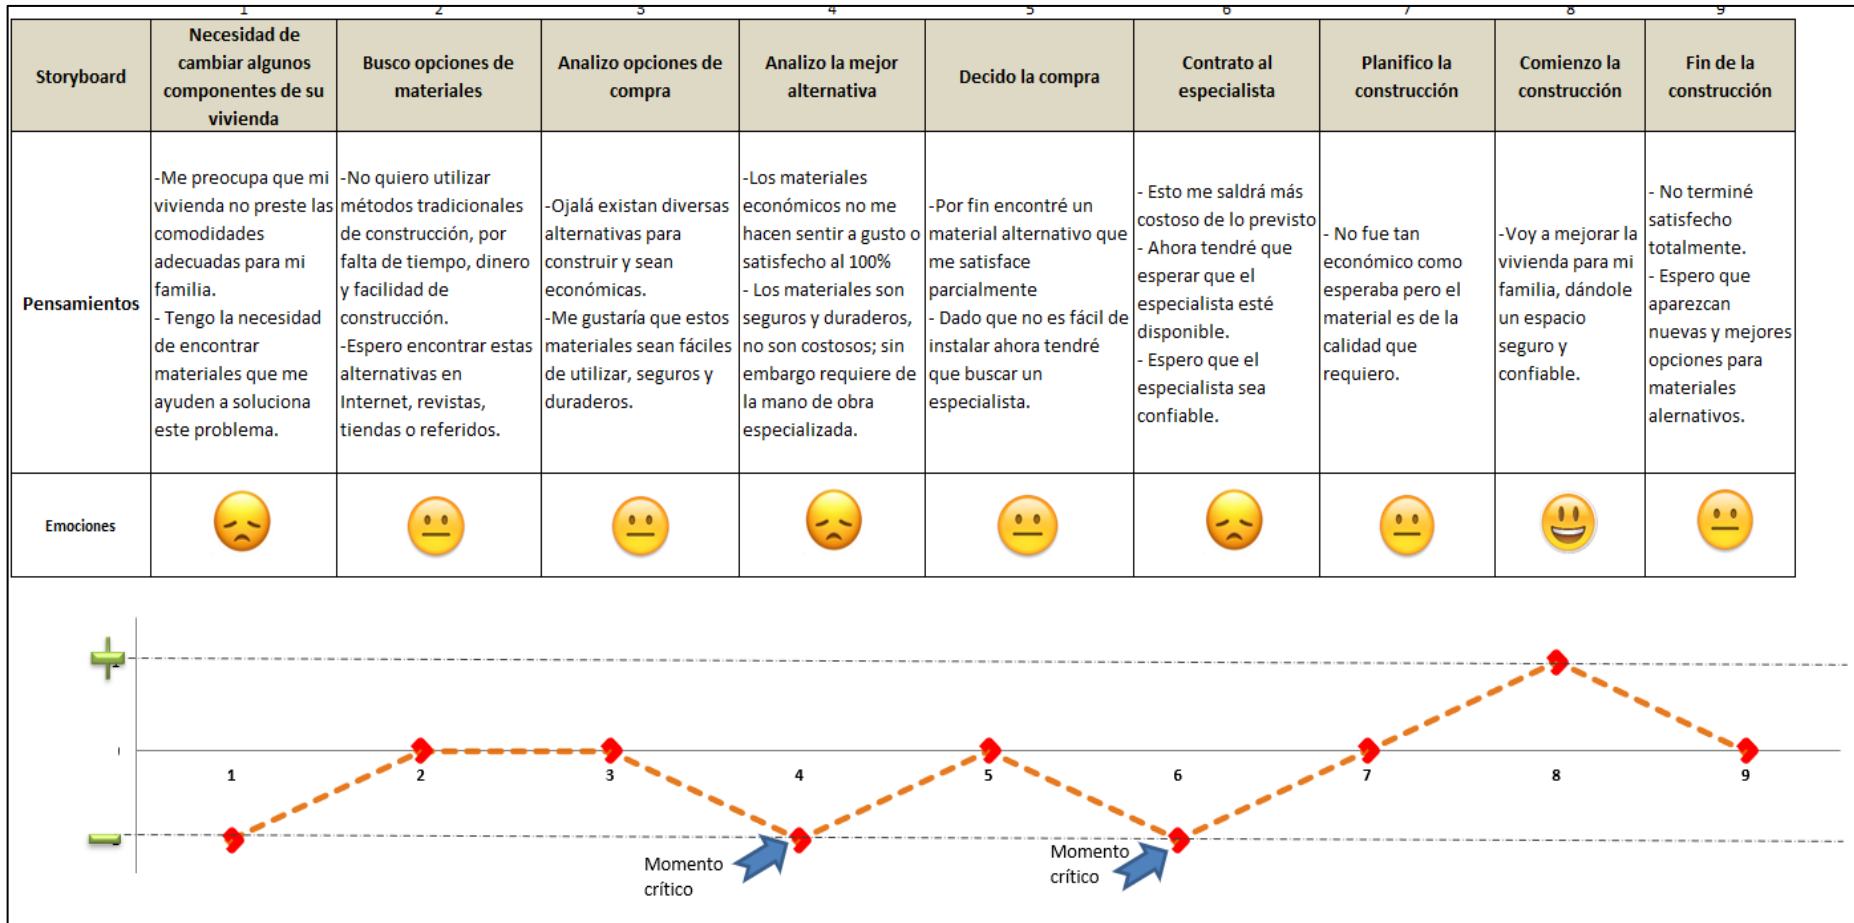 1 2 3 4 5 6 7 8 9
Storyboard
Necesidad de
cambiar algunos
componentes de su
vivienda
Busco opciones de
materiales
Analizo opciones de
compra
Analizo la mejor
alternativa
Decido la compra
Contrato al
especialista
Planifico la
construcción
Comienzo la
construcción
Fin de la
construcción
Pensamientos
-Me preocupa que mi
vivienda no preste las
comodidades
adecuadas para mi
familia.
- Tengo la necesidad
de encontrar
materiales que me
ayuden a soluciona
este problema.
-No quiero utilizar
métodos tradicionales
de construcción, por
falta de tiempo, dinero
y facilidad de
construcción.
-Espero encontrar estas
alternativas en
Internet, revistas,
tiendas o referidos.
-Ojalá existan diversas
alternativas para
construir y sean
económicas.
-Me gustaría que estos
materiales sean fáciles
de utilizar, seguros y
duraderos.
-Los materiales
económicos no me
hacen sentir a gusto o
satisfecho al 100%
- Los materiales son
seguros y duraderos,
no son costosos; sin
embargo requiere de
la mano de obra
especializada.
-Por fin encontré un
material alternativo que
me satisface
parcialmente
- Dado que no es fácil de
instalar ahora tendré
que buscar un
especialista.
- Esto me saldrá más
costoso de lo previsto
- Ahora tendré que
esperar que el
especialista esté
disponible.
- Espero que el
especialista sea
confiable.
- No fue tan
económico como
esperaba pero el
material es de la
calidad que
requiero.
-Voy a mejorar la
vivienda para mi
familia, dándole
un espacio
seguro y
confiable.
- No terminé
satisfecho
totalmente.
- Espero que
aparezcan
nuevas y mejores
opciones para
materiales
alernativos.
Emociones
1 2 3 4 5 6 7 8 9
Momento
crítico
Momento
crítico